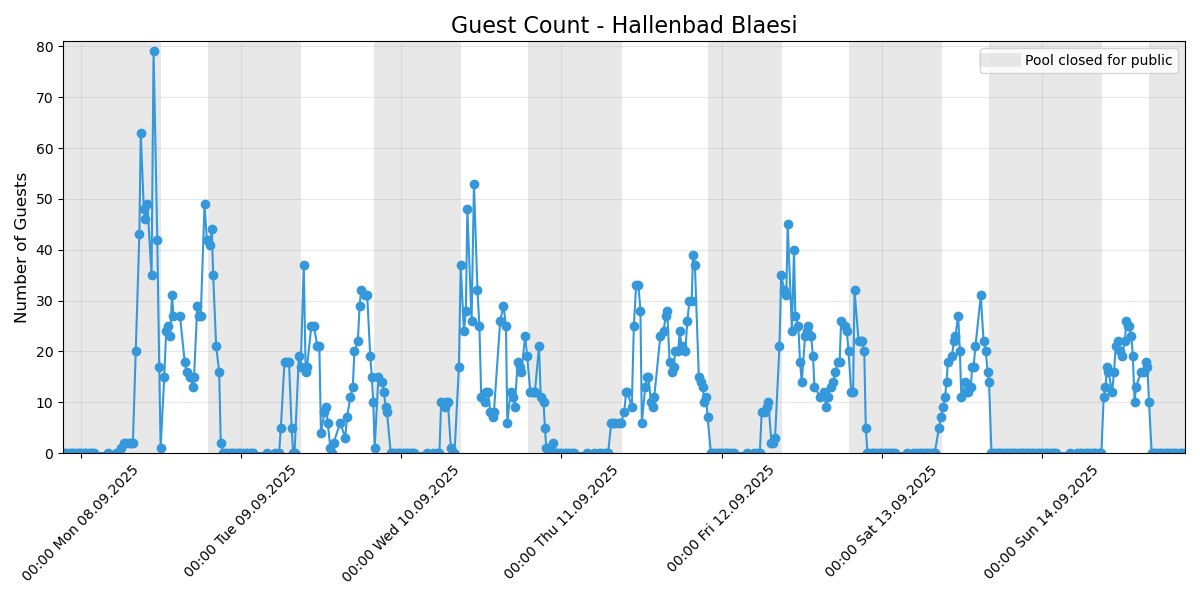 Guest Count - Hallenbad Blaesi
Pool closed for public
Number of Guests
80
70
60
50
40
30
20
10
0
00:00 Mon 08.09.2025
00:00 Tue 09.09.2025
00:00 Wed 10.09.2025
00:00 Thu 11.09.2025
00:00 Fri 12.09.2025
00:00 Sat 13.09.2025
00:00 Sun 14.09.2025